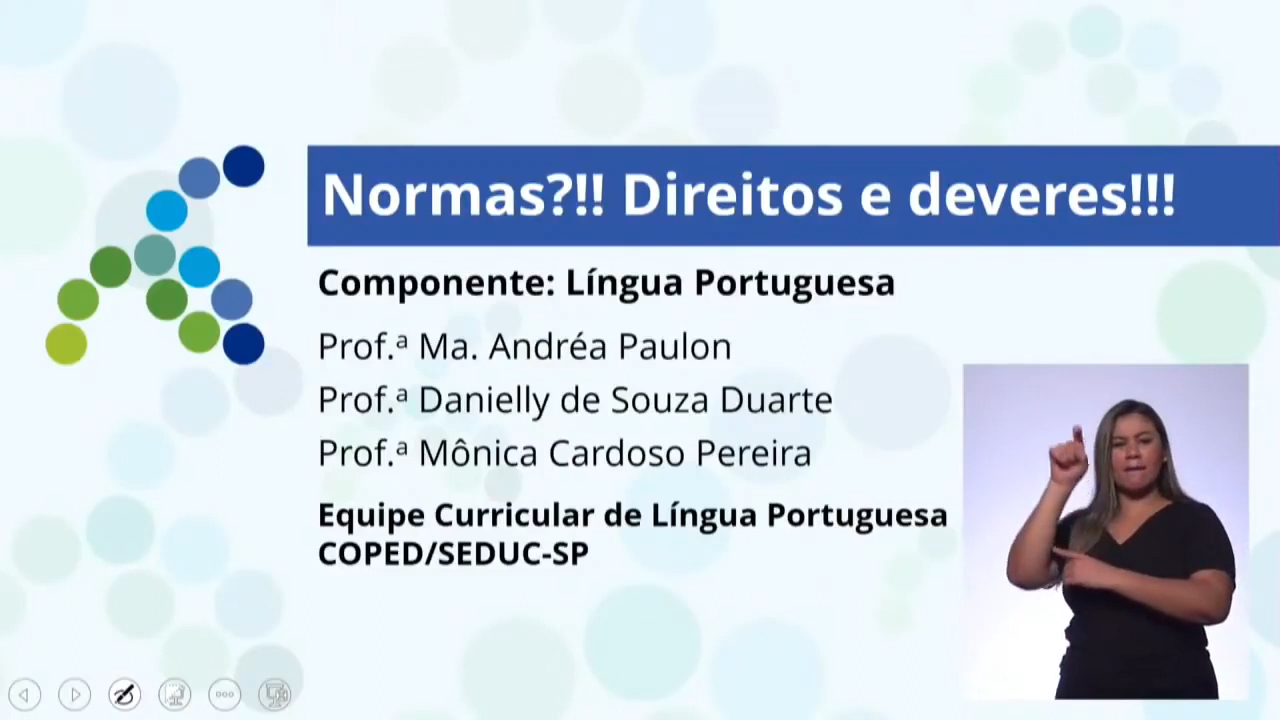 Normas?!! Direitos e deveres!!!
Componente: Língua Portuguesa
Prof.ª Ma. Andréa Paulon
Prof.ª Danielly de Souza Duarte
Prof.ª Mônica Cardoso Pereira
Equipe Curricular de Língua Portuguesa
COPED/SEDUC-SP